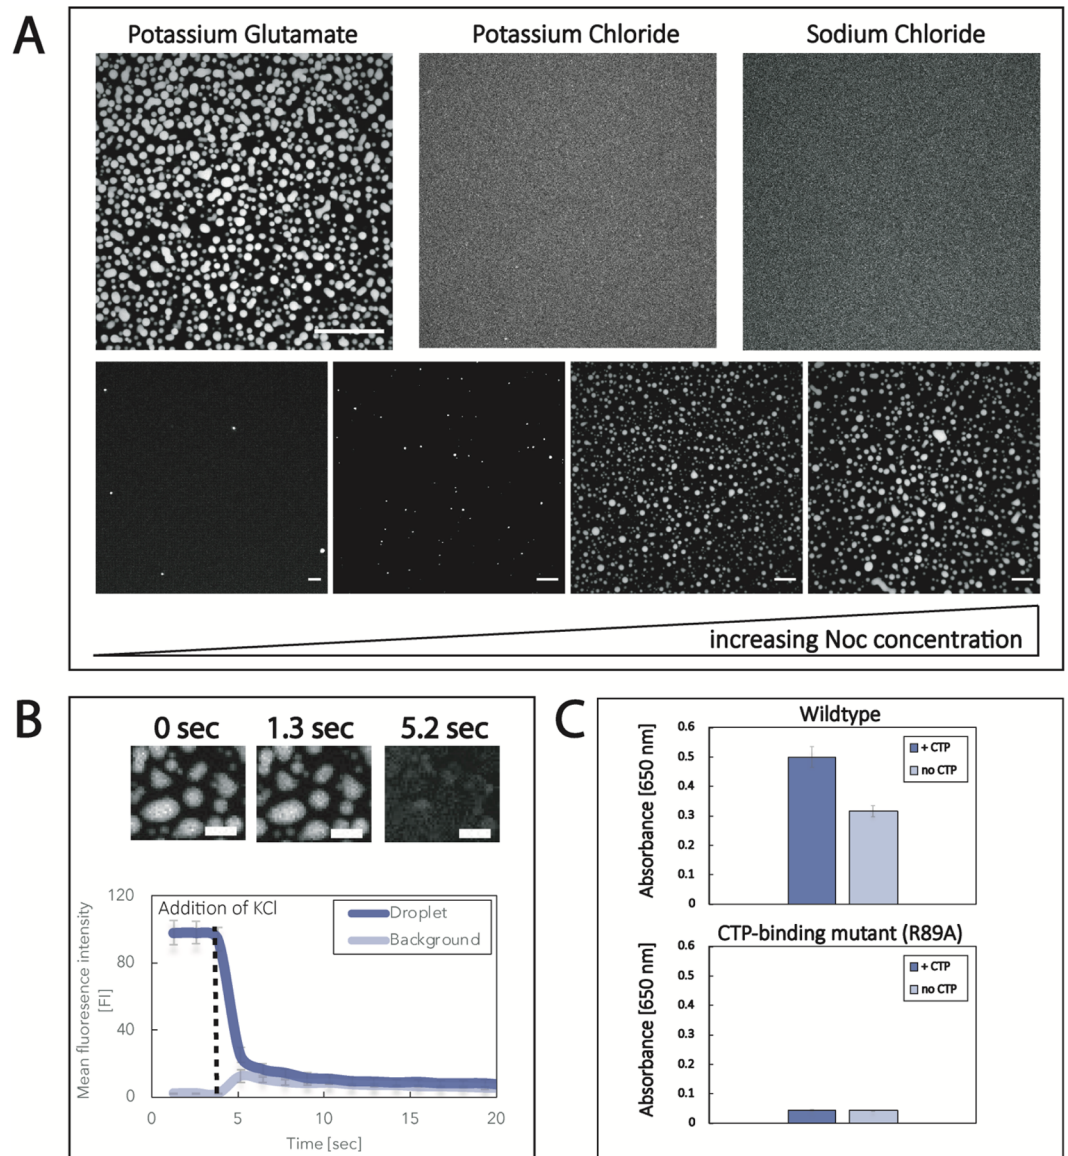 A
Potassium Glutamate
Potassium Chloride
Sodium Chloride
increasing Noc concentration
B
0 sec
1.3 sec
5.2 sec
Mean fluoresence intensity
[FI]
120
80
40
0
Addition of KCl
Droplet
Background
0
5
10
15
20
Time [sec]
C
Wildtype
Absorbance [650 nm]
0.6
0.5
0.4
0.3
0.2
0.1
0
+ CTP
no CTP
CTP-binding mutant (R89A)
Absorbance [650 nm]
0.6
0.5
0.4
0.3
0.2
0.1
0
+ CTP
no CTP